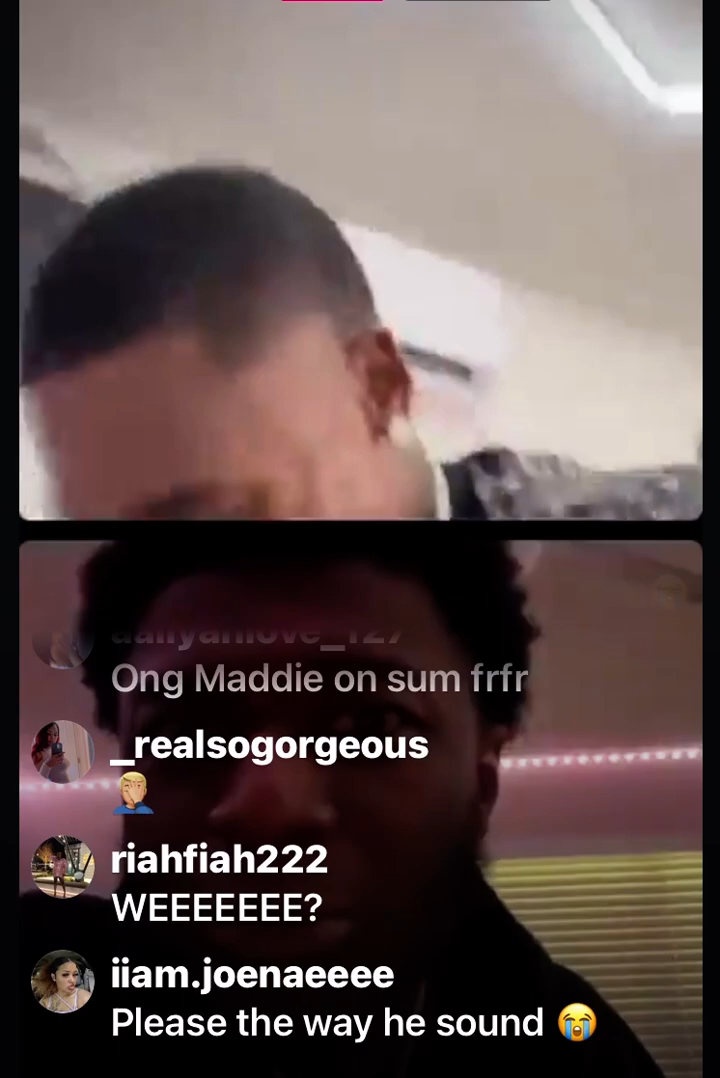 Ong Maddie on sum frfr
_realsogorgeous
🤦🏼‍♂️
riahfiah222
WEEEEEEE?
iiam.joenaeeee
Please the way he sound 😭